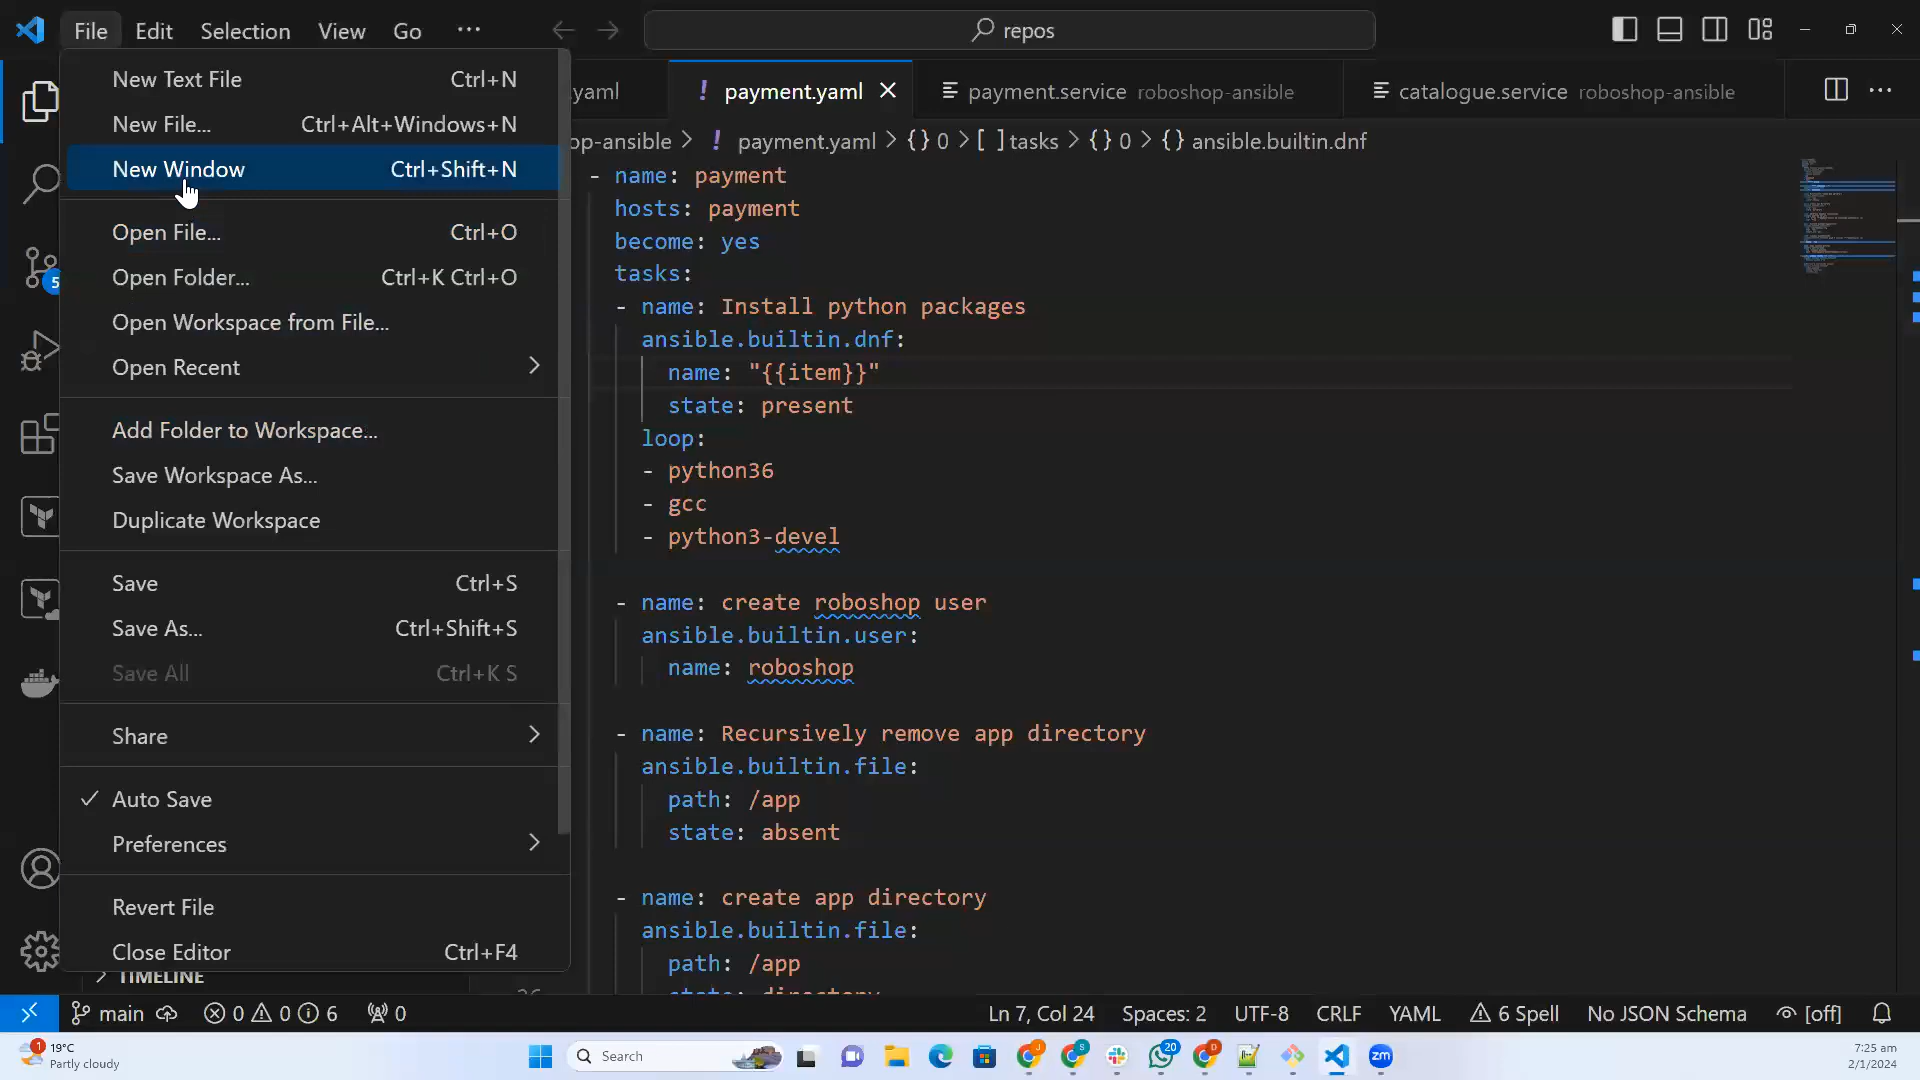 File Edit Selection View Go ··· repos
New Text File Ctrl+N
New File... Ctrl+Alt+Windows+N
New Window Ctrl+Shift+N
Open File... Ctrl+O
Open Folder... Ctrl+K Ctrl+O
Open Workspace from File...
Open Recent
Add Folder to Workspace...
Save Workspace As...
Duplicate Workspace
Save Ctrl+S
Save As... Ctrl+Shift+S
Save All Ctrl+K S
Share
Auto Save
Preferences
Revert File
Close Editor Ctrl+F4
TIMELINE
5
.yaml ! payment.yaml payment.service roboshop-ansible catalogue.service roboshop-ansible
op-ansible > ! payment.yaml > {} 0 > [ ] tasks > {} 0 > {} ansible.builtin.dnf
- name: payment
hosts: payment
become: yes
tasks:
- name: Install python packages
ansible.builtin.dnf:
name: "{{item}}"
state: present
loop:
- python36
- gcc
- python3-devel
- name: create roboshop user
ansible.builtin.user:
name: roboshop
- name: Recursively remove app directory
ansible.builtin.file:
path: /app
state: absent
- name: create app directory
ansible.builtin.file:
path: /app
state: directory
main 0 0 6 0 Ln 7, Col 24 Spaces: 2 UTF-8 CRLF YAML 6 Spell No JSON Schema [off]
1 19°C
Partly cloudy
Search
J S 20 D zm
7:25 am
2/1/2024